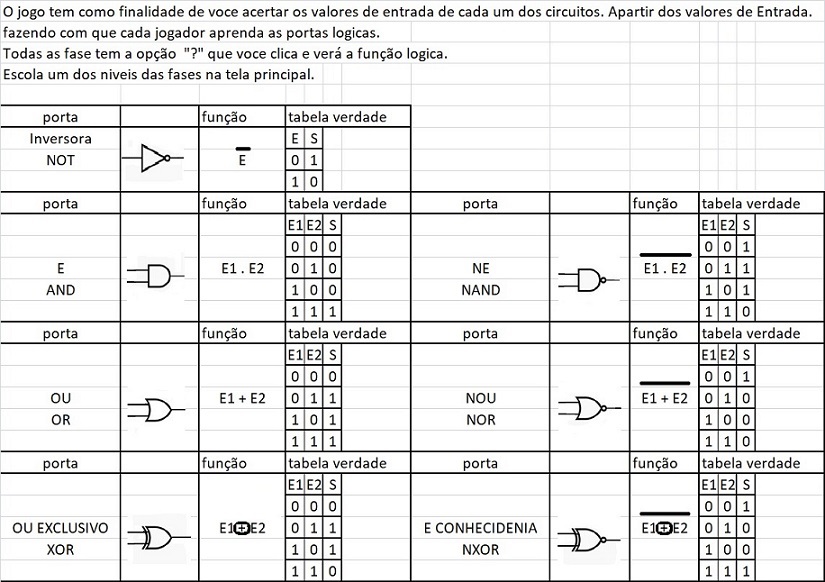 O jogo tem como finalidade de voce acertar os valores de entrada de cada um dos circuitos. Apartir dos valores de Entrada.
fazendo com que cada jogador aprenda as portas logicas.
Todas as fase tem a opção "?" que voce clica e verá a função logica.
Escola um dos niveis das fases na tela principal.
porta função tabela verdade
Inversora E S
NOT E 0 1
1 0
porta função tabela verdade porta função tabela verdade
E1 E2 S E1 E2 S
0 0 0 0 0 1
E E1 . E2 0 1 0 NE E1 . E2 0 1 1
AND 1 0 0 NAND 1 0 1
1 1 1 1 1 0
porta função tabela verdade porta função tabela verdade
E1 E2 S E1 E2 S
0 0 0 0 0 1
OU E1 + E2 0 1 1 NOU E1 + E2 0 1 0
OR 1 0 1 NOR 1 0 0
1 1 1 1 1 0
porta função tabela verdade porta função tabela verdade
E1 E2 S E1 E2 S
0 0 0 0 0 1
OU EXCLUSIVO E1⊕E2 0 1 1 E CONHECIDENIA E1⊕E2 0 1 0
XOR 1 0 1 NXOR 1 0 0
1 1 0 1 1 1